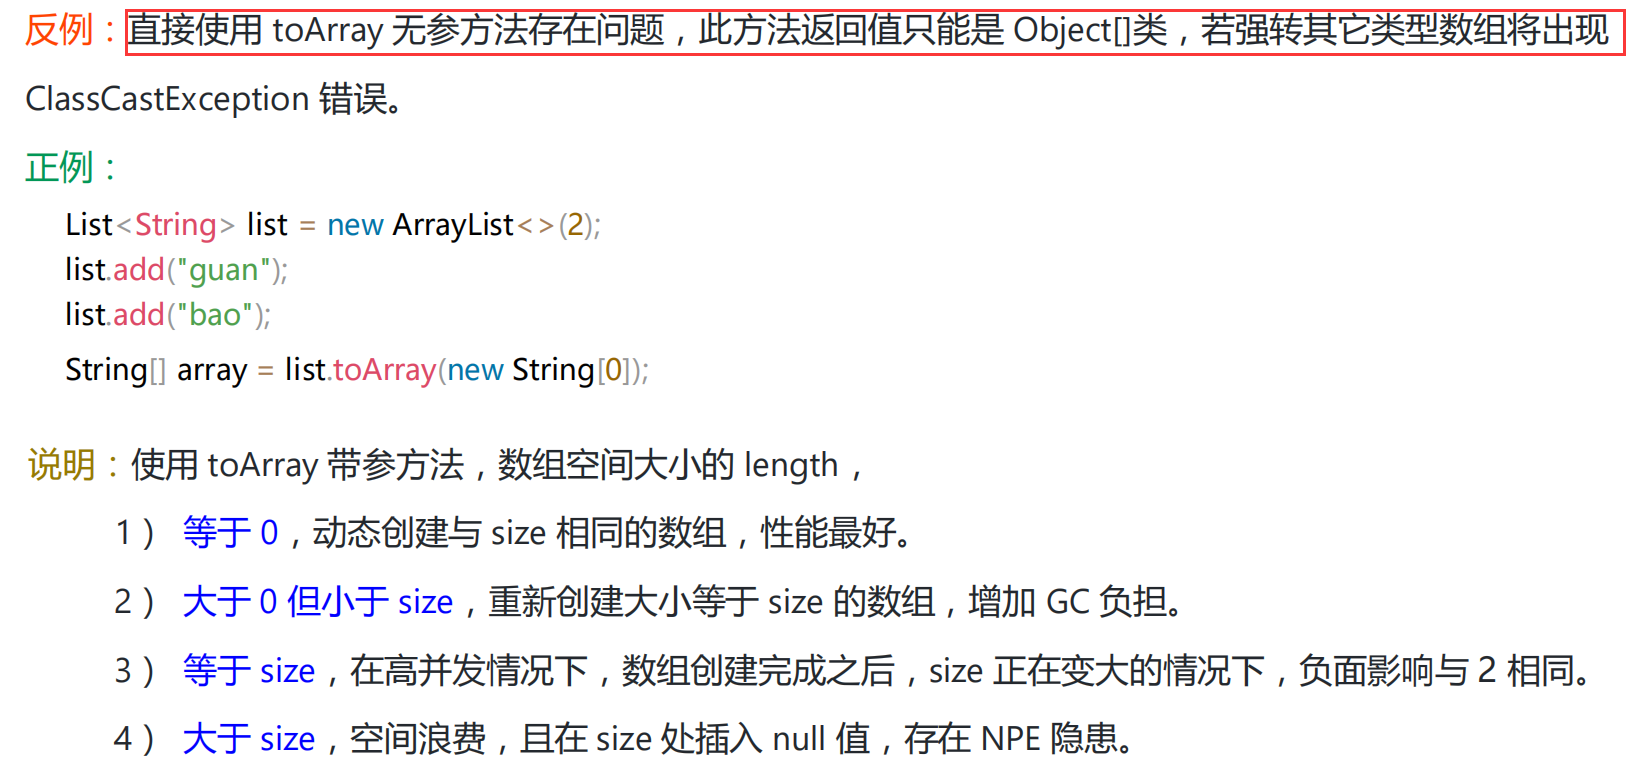 反例：直接使用 toArray 无参方法存在问题，此方法返回值只能是 Object[]类，若强转其它类型数组将出现
ClassCastException 错误。
正例：
List<String> list = new ArrayList<>(2);
list.add("guan");
list.add("bao");
String[] array = list.toArray(new String[0]);
说明：使用 toArray 带参方法，数组空间大小的 length，
1） 等于 0，动态创建与 size 相同的数组，性能最好。
2） 大于 0 但小于 size，重新创建大小等于 size 的数组，增加 GC 负担。
3） 等于 size，在高并发情况下，数组创建完成之后，size 正在变大的情况下，负面影响与 2 相同。
4） 大于 size，空间浪费，且在 size 处插入 null 值，存在 NPE 隐患。